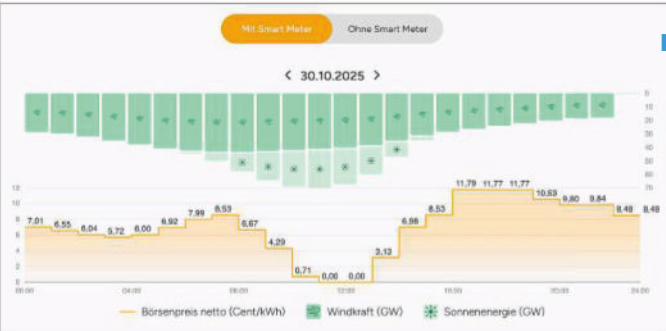 Mit Smart Meter Ohne Smart Meter
< 30.10.2025 >
0
10
20
30
40
50
60
70
12
8
6
4
2
0
7,01 6,55 6,04 5,72 6,00 6,92 7,99 8,53 6,67 4,29 0,71 0,00 0,00 3,13 6,98 8,53 11,79 11,77 11,77 10,53 9,80 9,84 8,48 8,48
00:00 04:00 08:00 12:00 16:00 20:00 24:00
Börsenpreis netto (Cent/kWh) Windkraft (GW) Sonnenenergie (GW)